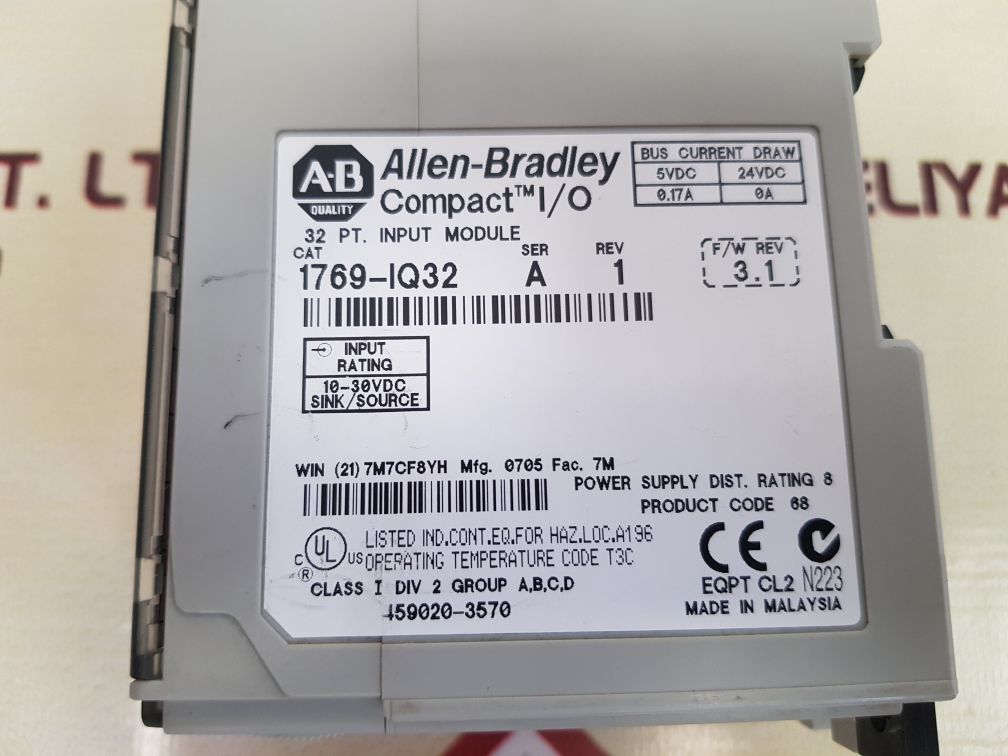 A-B
QUALITY
Allen-Bradley
Compact™ I/O
BUS CURRENT DRAW
5VDC 24VDC
0.17A 0A
32 PT. INPUT MODULE
CAT SER REV F/W REV
1769-IQ32 A 1 3.1
INPUT
RATING
10-30VDC
SINK/SOURCE
WIN (21) 7M7CF8YH Mfg. 0705 Fac. 7M
POWER SUPPLY DIST. RATING 8
PRODUCT CODE 68
C UL US
®
LISTED IND.CONT.EQ.FOR HAZ.LOC.A196
OPERATING TEMPERATURE CODE T3C
CLASS I DIV 2 GROUP A,B,C,D
459020-3570
CE
EQPT CL2 N223
MADE IN MALAYSIA
T. LT
ELIYA